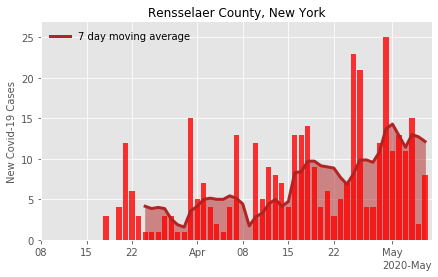 Rensselaer County, New York
7 day moving average
New Covid-19 Cases
25
20
15
10
5
0
08 15 22 Apr 08 15 22 May
2020-May